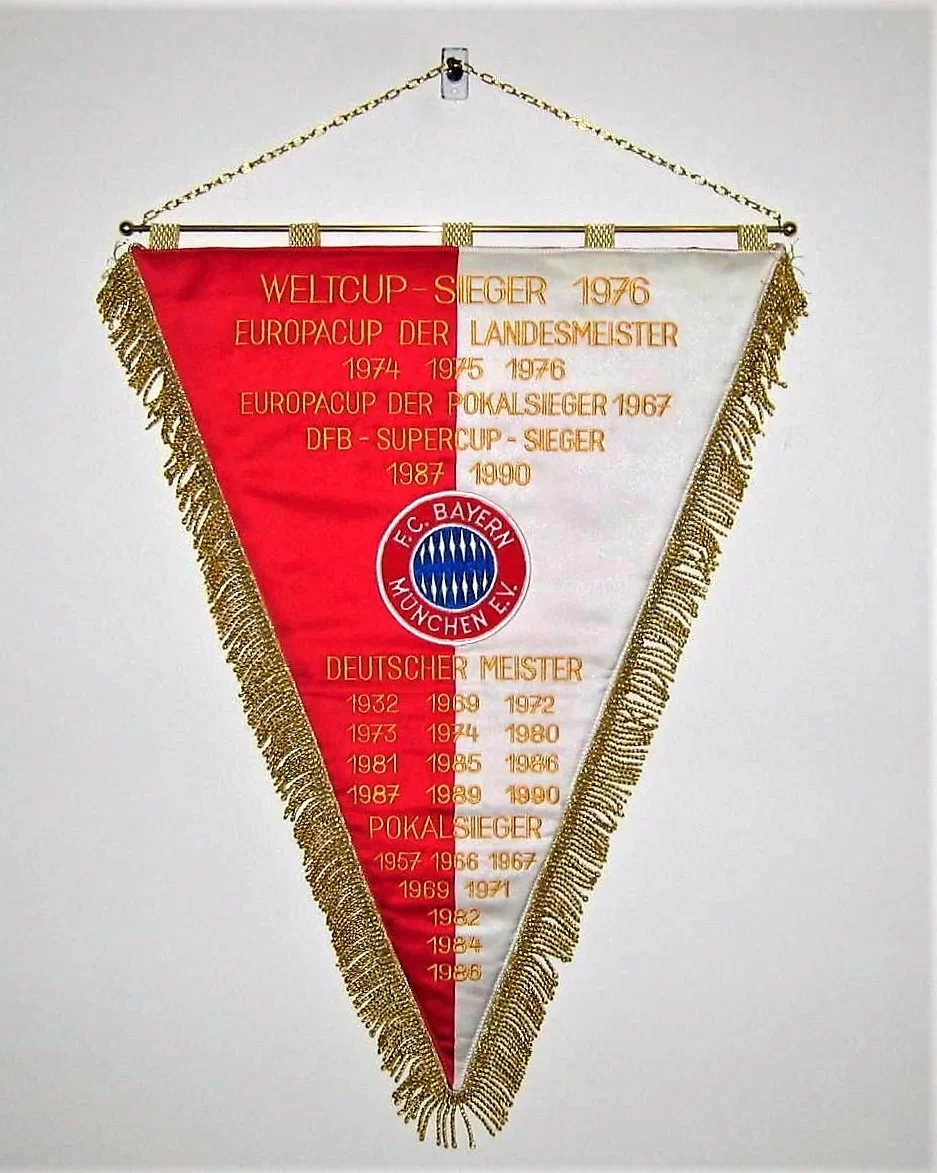 WELTCUP - SIEGER 1976
EUROPACUP DER LANDESMEISTER
1974 1975 1976
EUROPACUP DER POKALSIEGER 1967
DFB - SUPERCUP - SIEGER
1987 1990
F.C. BAYERN
MÜNCHEN E.V.
DEUTSCHER MEISTER
1932 1969 1972
1973 1974 1980
1981 1985 1986
1987 1989 1990
POKALSIEGER
1957 1966 1967
1969 1971
1982
1984
1986